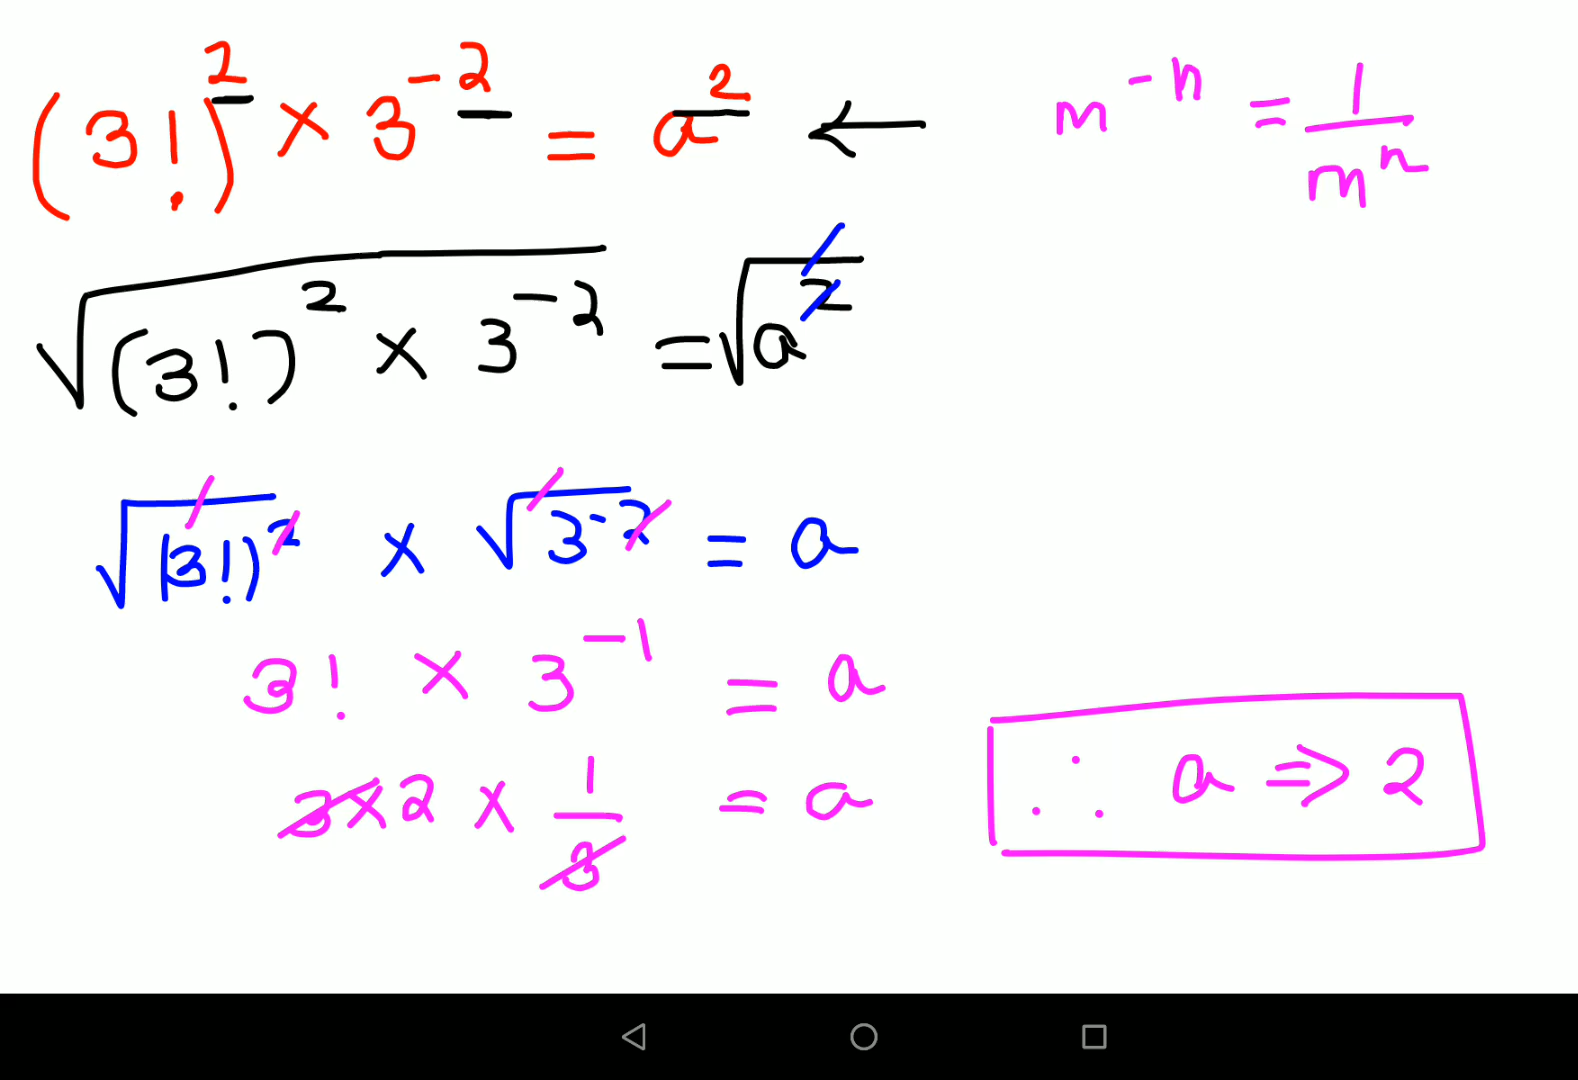 (3!)² × 3⁻² = a² ←
m⁻ⁿ = 1/mⁿ
√((3!)² × 3⁻²) = √(a²)
√((3!)²) × √(3⁻²) = a
3! × 3⁻¹ = a
3×2 × 1/3 = a
∴ a ⇒ 2